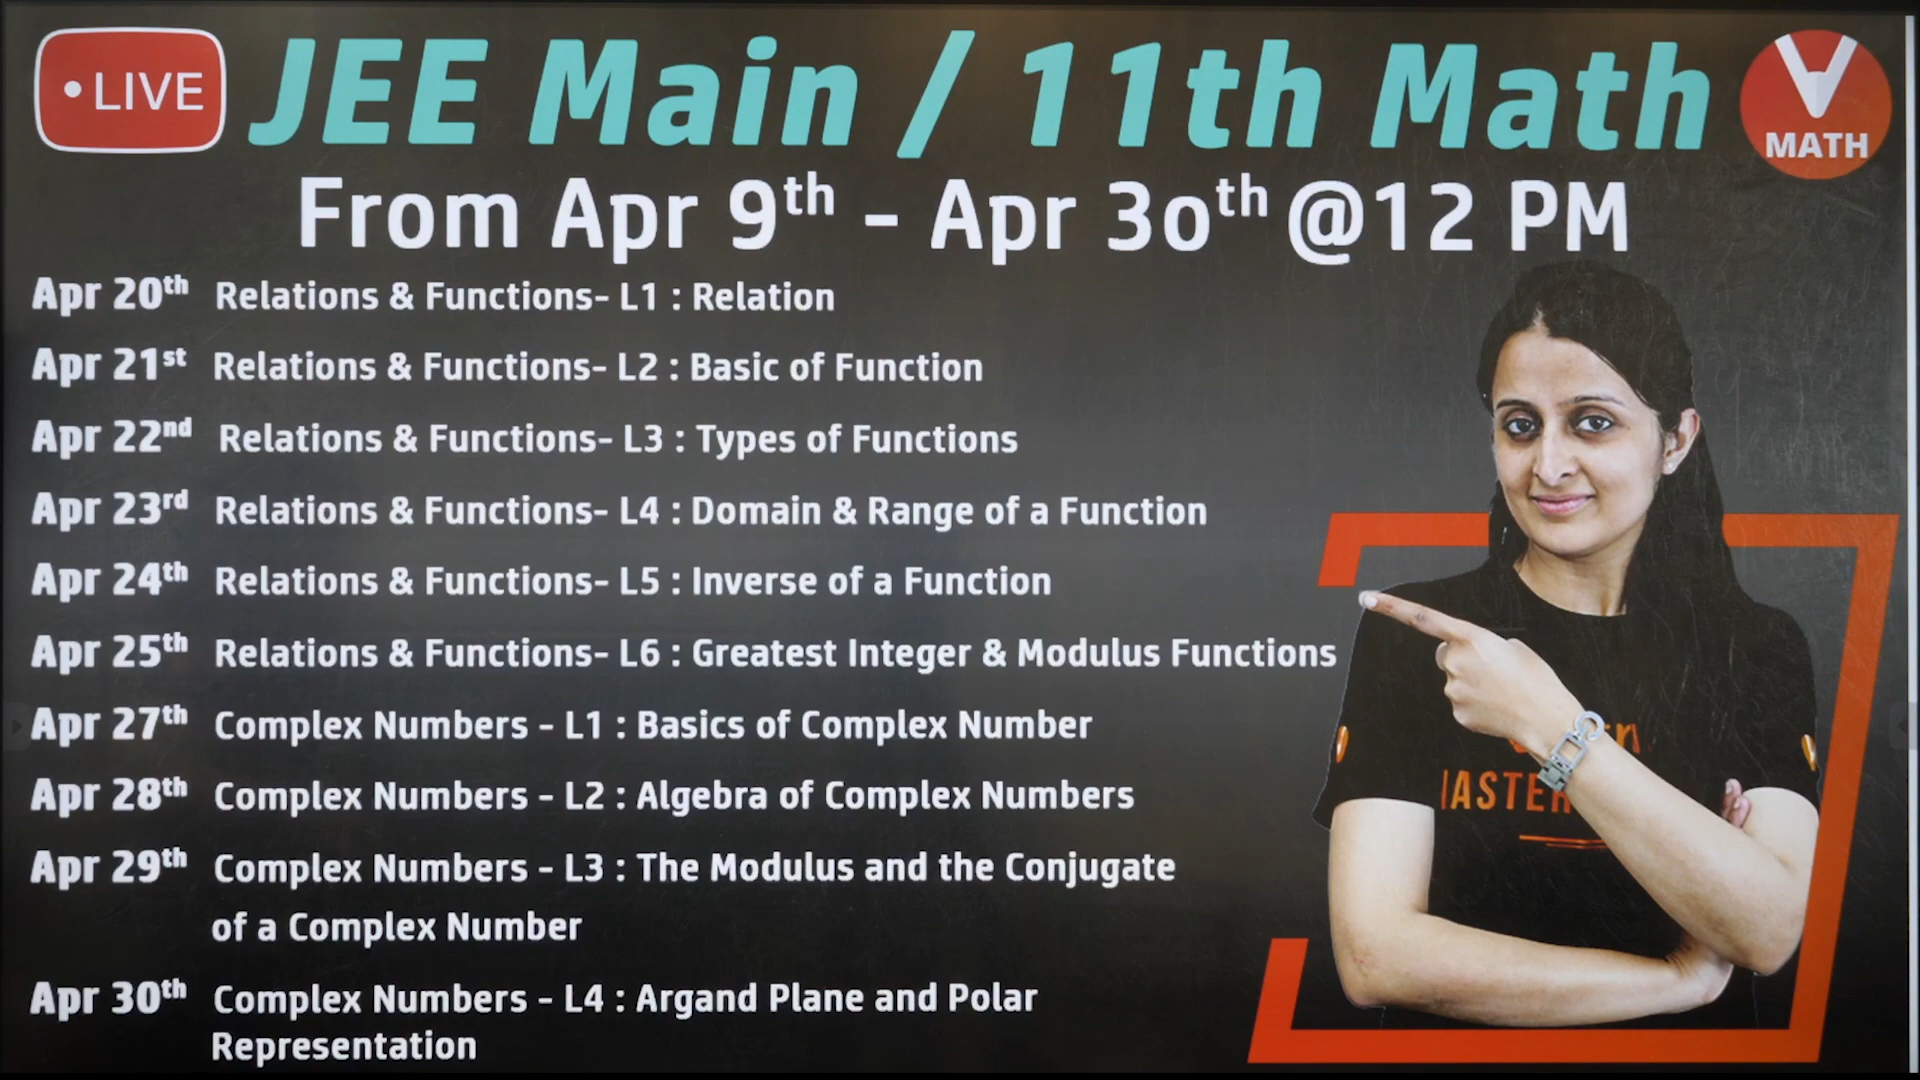 • LIVE
JEE Main / 11th Math
V
MATH
From Apr 9th - Apr 30th @12 PM
Apr 20th Relations & Functions- L1 : Relation
Apr 21st Relations & Functions- L2 : Basic of Function
Apr 22nd Relations & Functions- L3 : Types of Functions
Apr 23rd Relations & Functions- L4 : Domain & Range of a Function
Apr 24th Relations & Functions- L5 : Inverse of a Function
Apr 25th Relations & Functions- L6 : Greatest Integer & Modulus Functions
Apr 27th Complex Numbers - L1 : Basics of Complex Number
Apr 28th Complex Numbers - L2 : Algebra of Complex Numbers
Apr 29th Complex Numbers - L3 : The Modulus and the Conjugate
of a Complex Number
Apr 30th Complex Numbers - L4 : Argand Plane and Polar
Representation